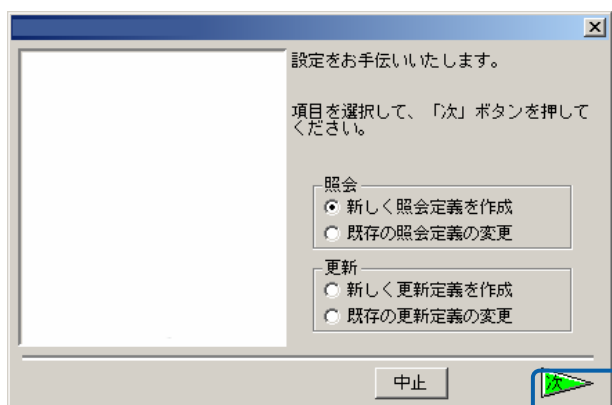 設定をお手伝いいたします。
項目を選択して、「次」ボタンを押して
ください。
照会
新しく照会定義を作成
既存の照会定義の変更
更新
新しく更新定義を作成
既存の更新定義の変更
中止
次